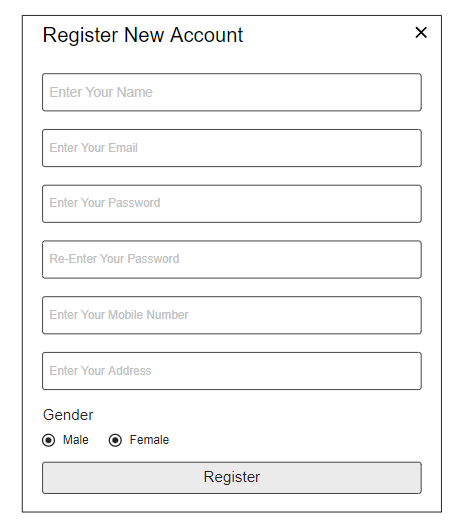 Register New Account
Enter Your Name
Enter Your Email
Enter Your Password
Re-Enter Your Password
Enter Your Mobile Number
Enter Your Address
Gender
Male Female
Register